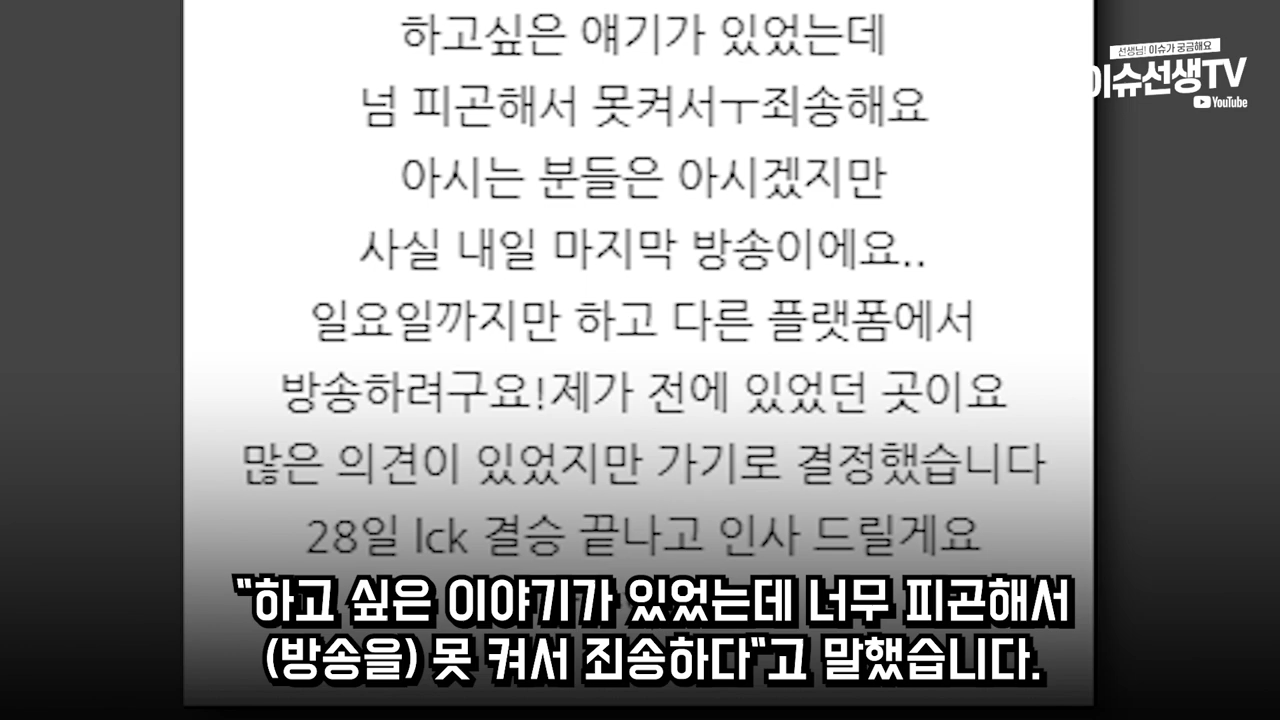 하고싶은 얘기가 있었는데
선생님! 이슈가 궁금해요
이슈선생TV
YouTube
넘 피곤해서 못켜서ㅜ죄송해요
아시는 분들은 아시겠지만
사실 내일 마지막 방송이에요..
일요일까지만 하고 다른 플랫폼에서
방송하려구요!제가 전에 있었던 곳이요
많은 의견이 있었지만 가기로 결정했습니다
28일 lck 결승 끝나고 인사 드릴게요
"하고 싶은 이야기가 있었는데 너무 피곤해서
(방송을) 못 켜서 죄송하다"고 말했습니다.